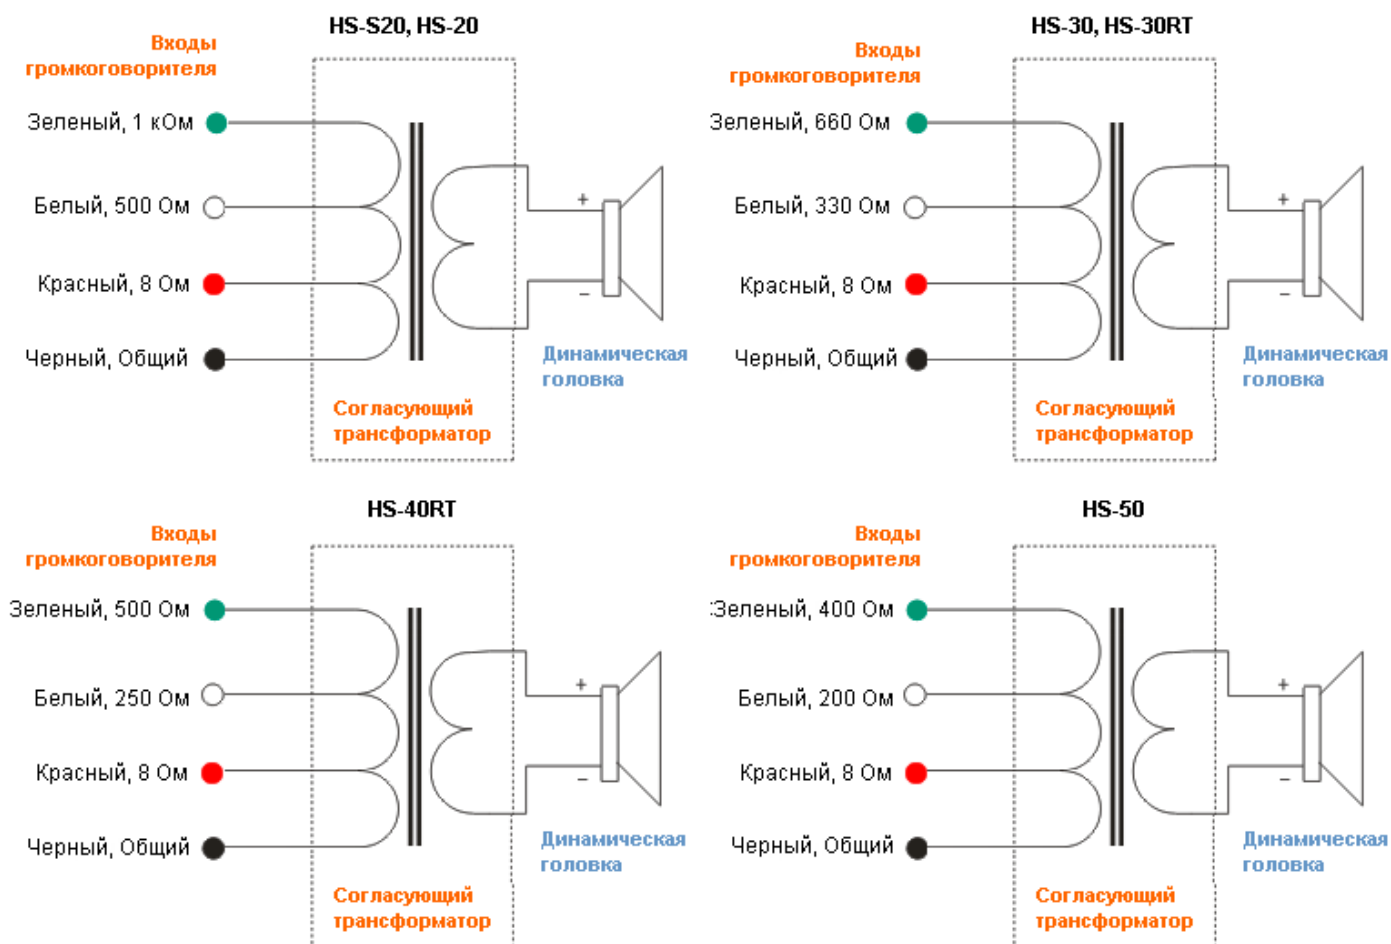 HS-S20, HS-20
Входы
громкоговорителя
Зеленый, 1 кОм
Белый, 500 Ом
+
Красный, 8 Ом
–
Черный, Общий
Динамическая
головка
Согласующий
трансформатор
HS-30, HS-30RT
Входы
громкоговорителя
Зеленый, 660 Ом
Белый, 330 Ом
+
Красный, 8 Ом
–
Черный, Общий
Динамическая
головка
Согласующий
трансформатор
HS-40RT
Входы
громкоговорителя
Зеленый, 500 Ом
Белый, 250 Ом
+
Красный, 8 Ом
–
Черный, Общий
Динамическая
головка
Согласующий
трансформатор
HS-50
Входы
громкоговорителя
:Зеленый, 400 Ом
Белый, 200 Ом
+
Красный, 8 Ом
–
Черный, Общий
Динамическая
головка
Согласующий
трансформатор